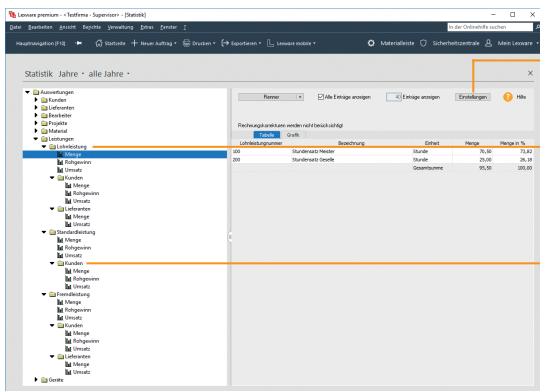 Lexware premium - <Testfirma - Supervisor> - [Statistik]
Datei Bearbeiten Ansicht Berichte Verwaltung Extras Fenster ?
In der Onlinehilfe suchen
Hauptnavigation (F10) Startseite Neuer Auftrag Drucken Exportieren Lexware mobile Materialleiste Sicherheitszentrale Mein Lexware
Statistik Jahre alle Jahre
Auswertungen
Kunden
Lieferanten
Bearbeiter
Projekte
Material
Leistungen
Lohnleistung
Menge
Rohgewinn
Umsatz
Kunden
Menge
Rohgewinn
Umsatz
Lieferanten
Menge
Umsatz
Standardleistung
Menge
Rohgewinn
Umsatz
Kunden
Menge
Rohgewinn
Umsatz
Fremdleistung
Menge
Rohgewinn
Umsatz
Kunden
Menge
Rohgewinn
Umsatz
Lieferanten
Menge
Umsatz
Geräte
Planner Alle Einträge anzeigen 40 Einträge anzeigen Einstellungen ? Hilfe
Rechnungskorrekturen werden nicht berücksichtigt
Tabelle Grafik
Lohnleistungnummer Bezeichnung Einheit Menge Menge in %
100 Stundensatz Meister Stunde 70,50 73,82
200 Stundensatz Geselle Stunde 25,00 26,18
Gesamtsumme 95,50 100,00